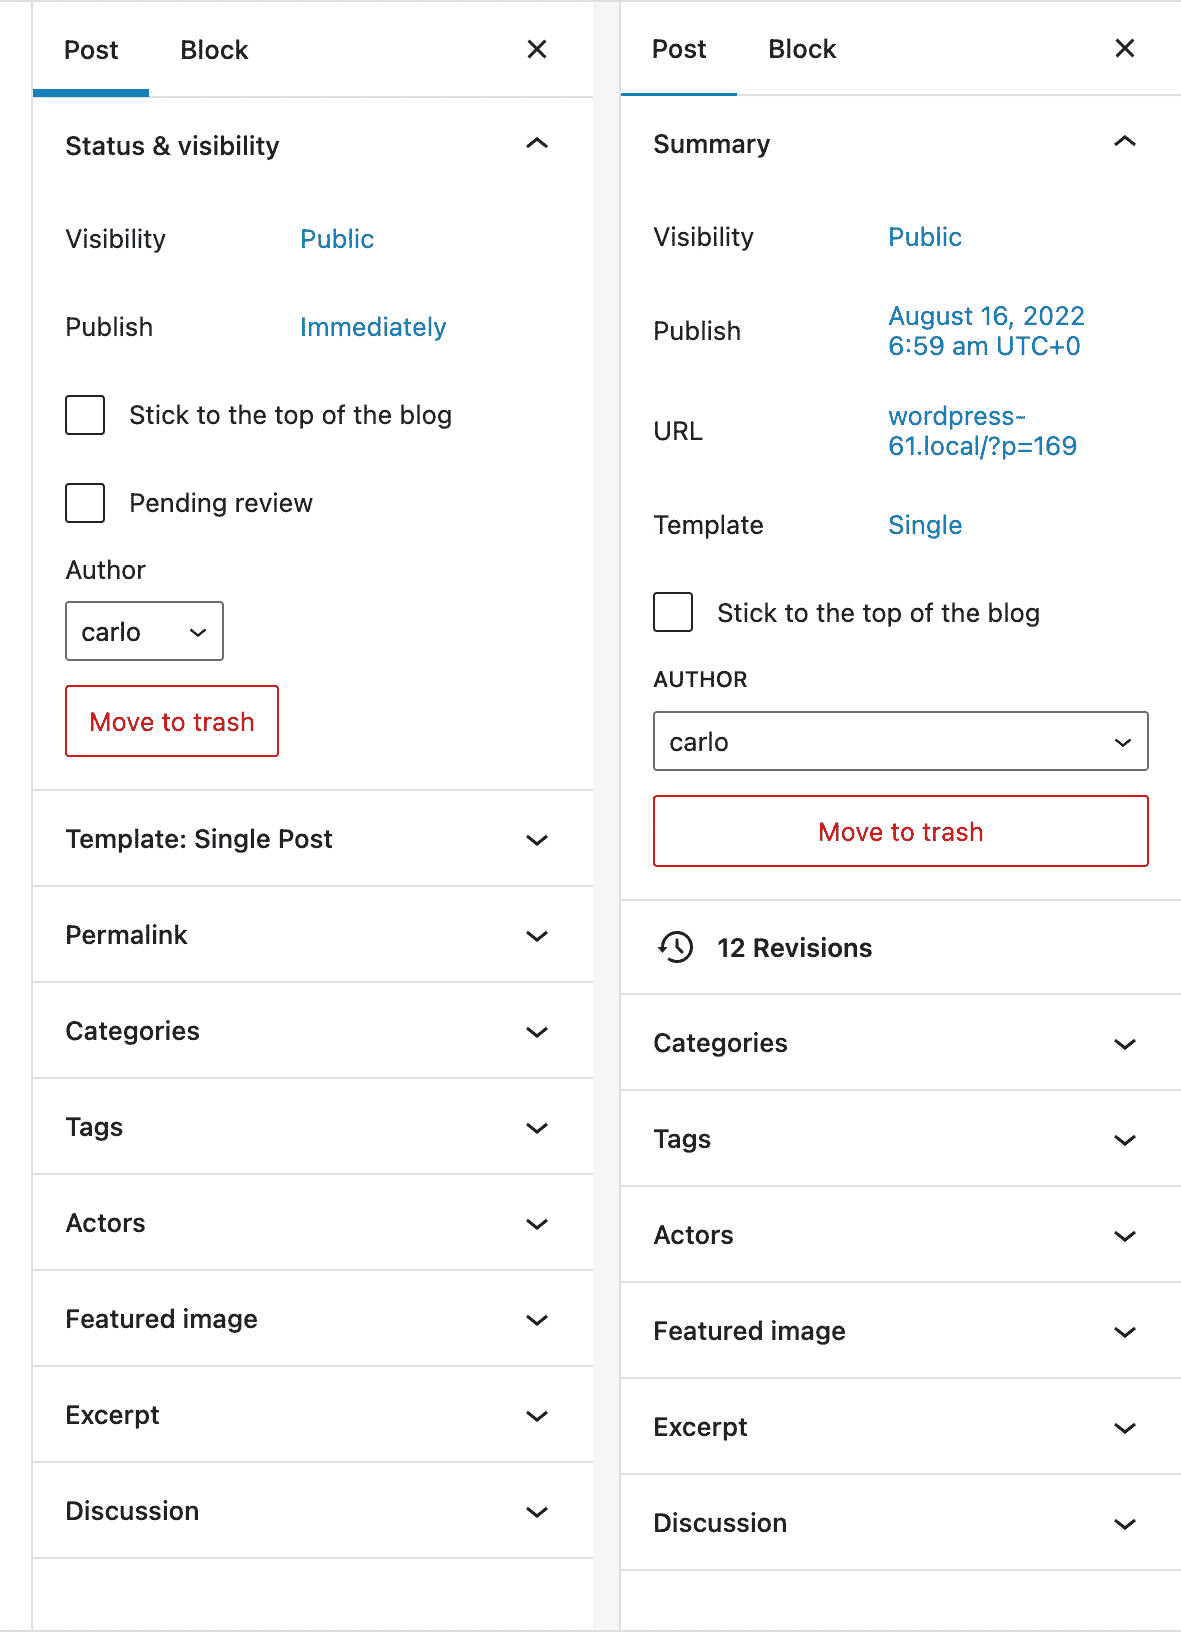 Post
Block
Status & visibility
Visibility
Public
Publish
Immediately
Stick to the top of the blog
Pending review
Author
carlo
Move to trash
Template: Single Post
Permalink
Categories
Tags
Actors
Featured image
Excerpt
Discussion
Post
Block
Summary
Visibility
Public
Publish
August 16, 2022
6:59 am UTC+0
URL
wordpress-
61.local/?p=169
Template
Single
Stick to the top of the blog
AUTHOR
carlo
Move to trash
12 Revisions
Categories
Tags
Actors
Featured image
Excerpt
Discussion